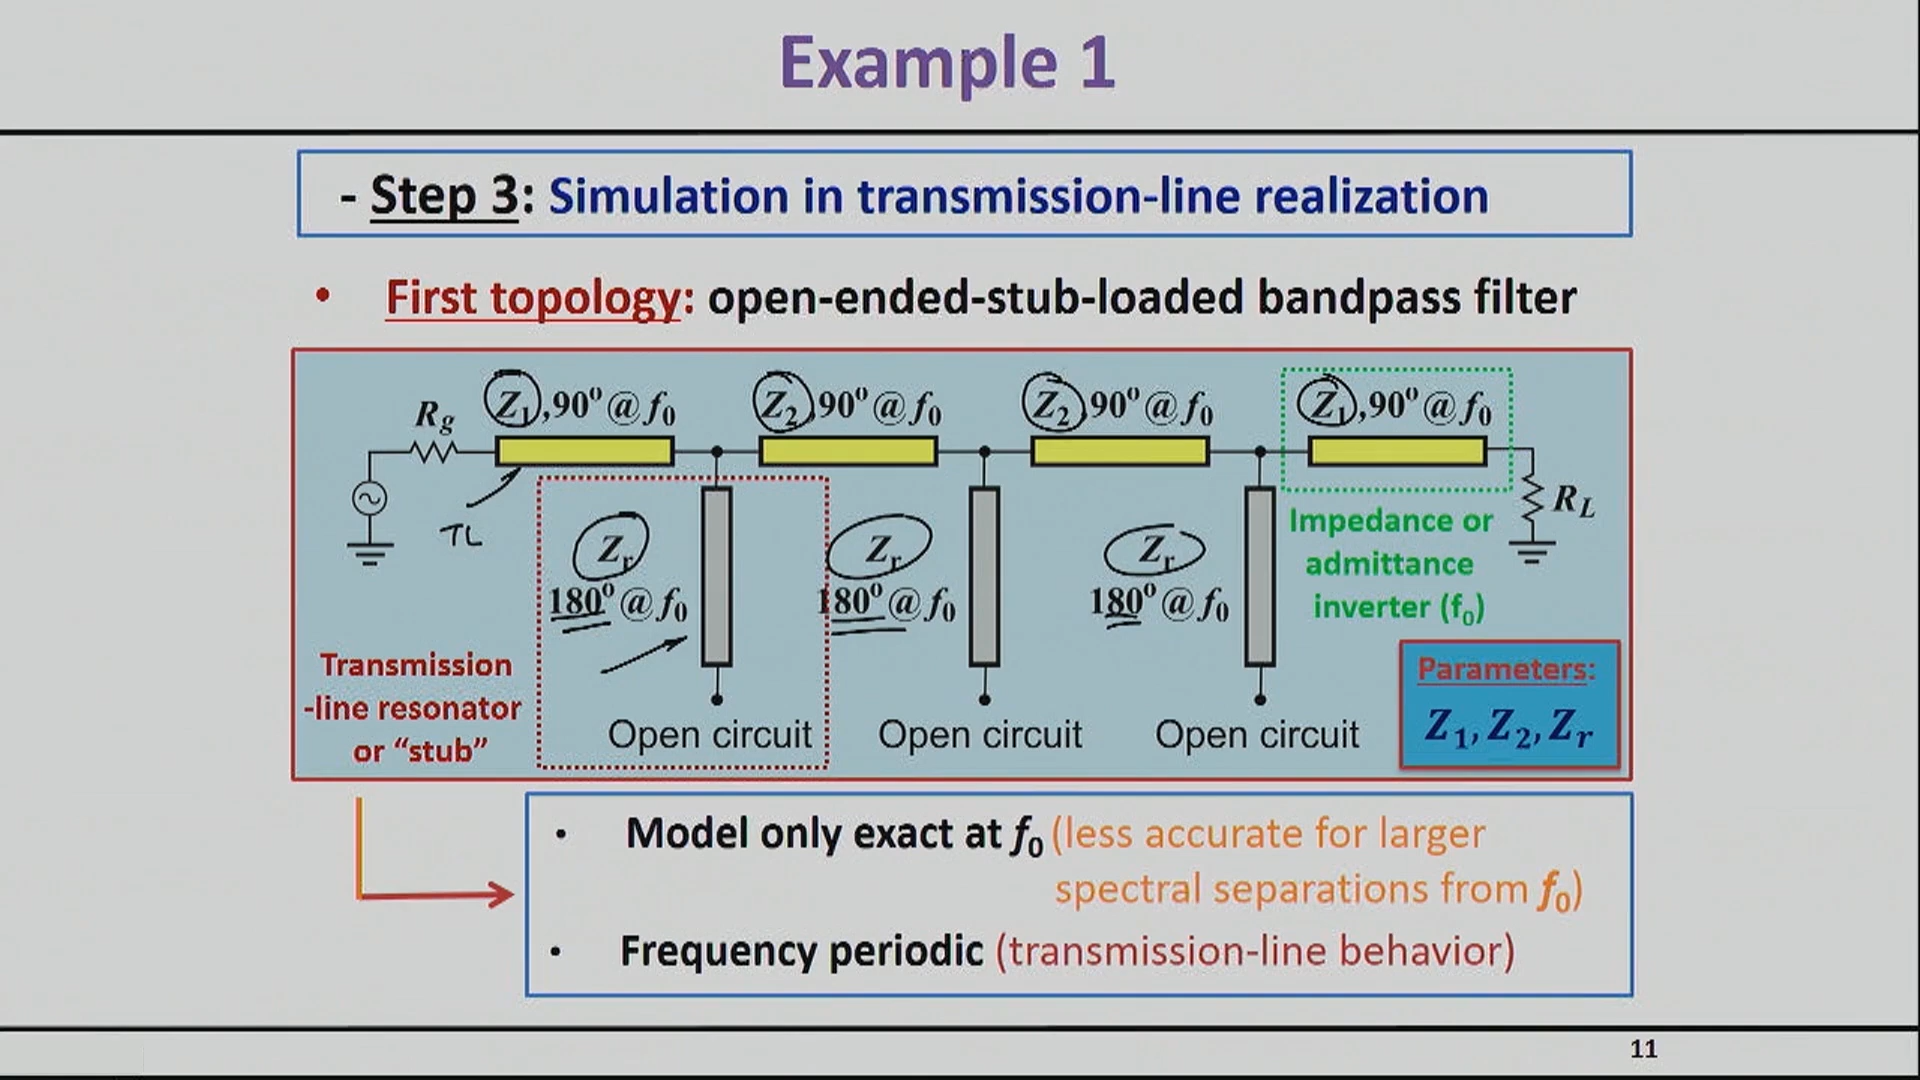 Example 1
- Step 3: Simulation in transmission-line realization
• First topology: open-ended-stub-loaded bandpass filter
Rg
Z1,90°@f0
Z2,90°@f0
Z2,90°@f0
Z1,90°@f0
TL
Zr
180°@f0
Zr
180°@f0
Zr
180°@f0
RL
Impedance or
admittance
inverter (f0)
Transmission
-line resonator
or “stub”
Open circuit
Open circuit
Open circuit
Parameters:
Z1, Z2, Zr
• Model only exact at f0 (less accurate for larger
spectral separations from f0)
• Frequency periodic (transmission-line behavior)
11